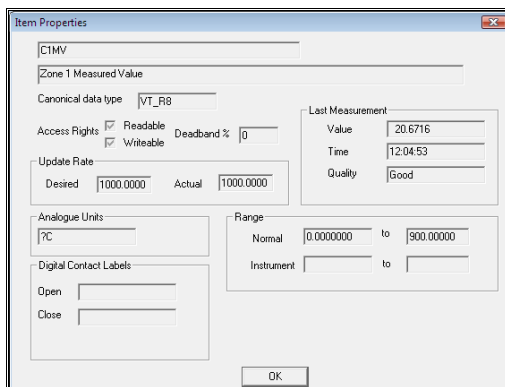 Item Properties
C1MV
Zone 1 Measured Value
Canonical data type VT_R8
Access Rights Readable Deadband % 0
Writeable
Last Measurement
Value 20.6716
Time 12:04:53
Quality Good
Update Rate
Desired 1000.0000 Actual 1000.0000
Analogue Units
?C
Range
Normal 0.0000000 to 900.00000
Instrument to
Digital Contact Labels
Open
Close
OK